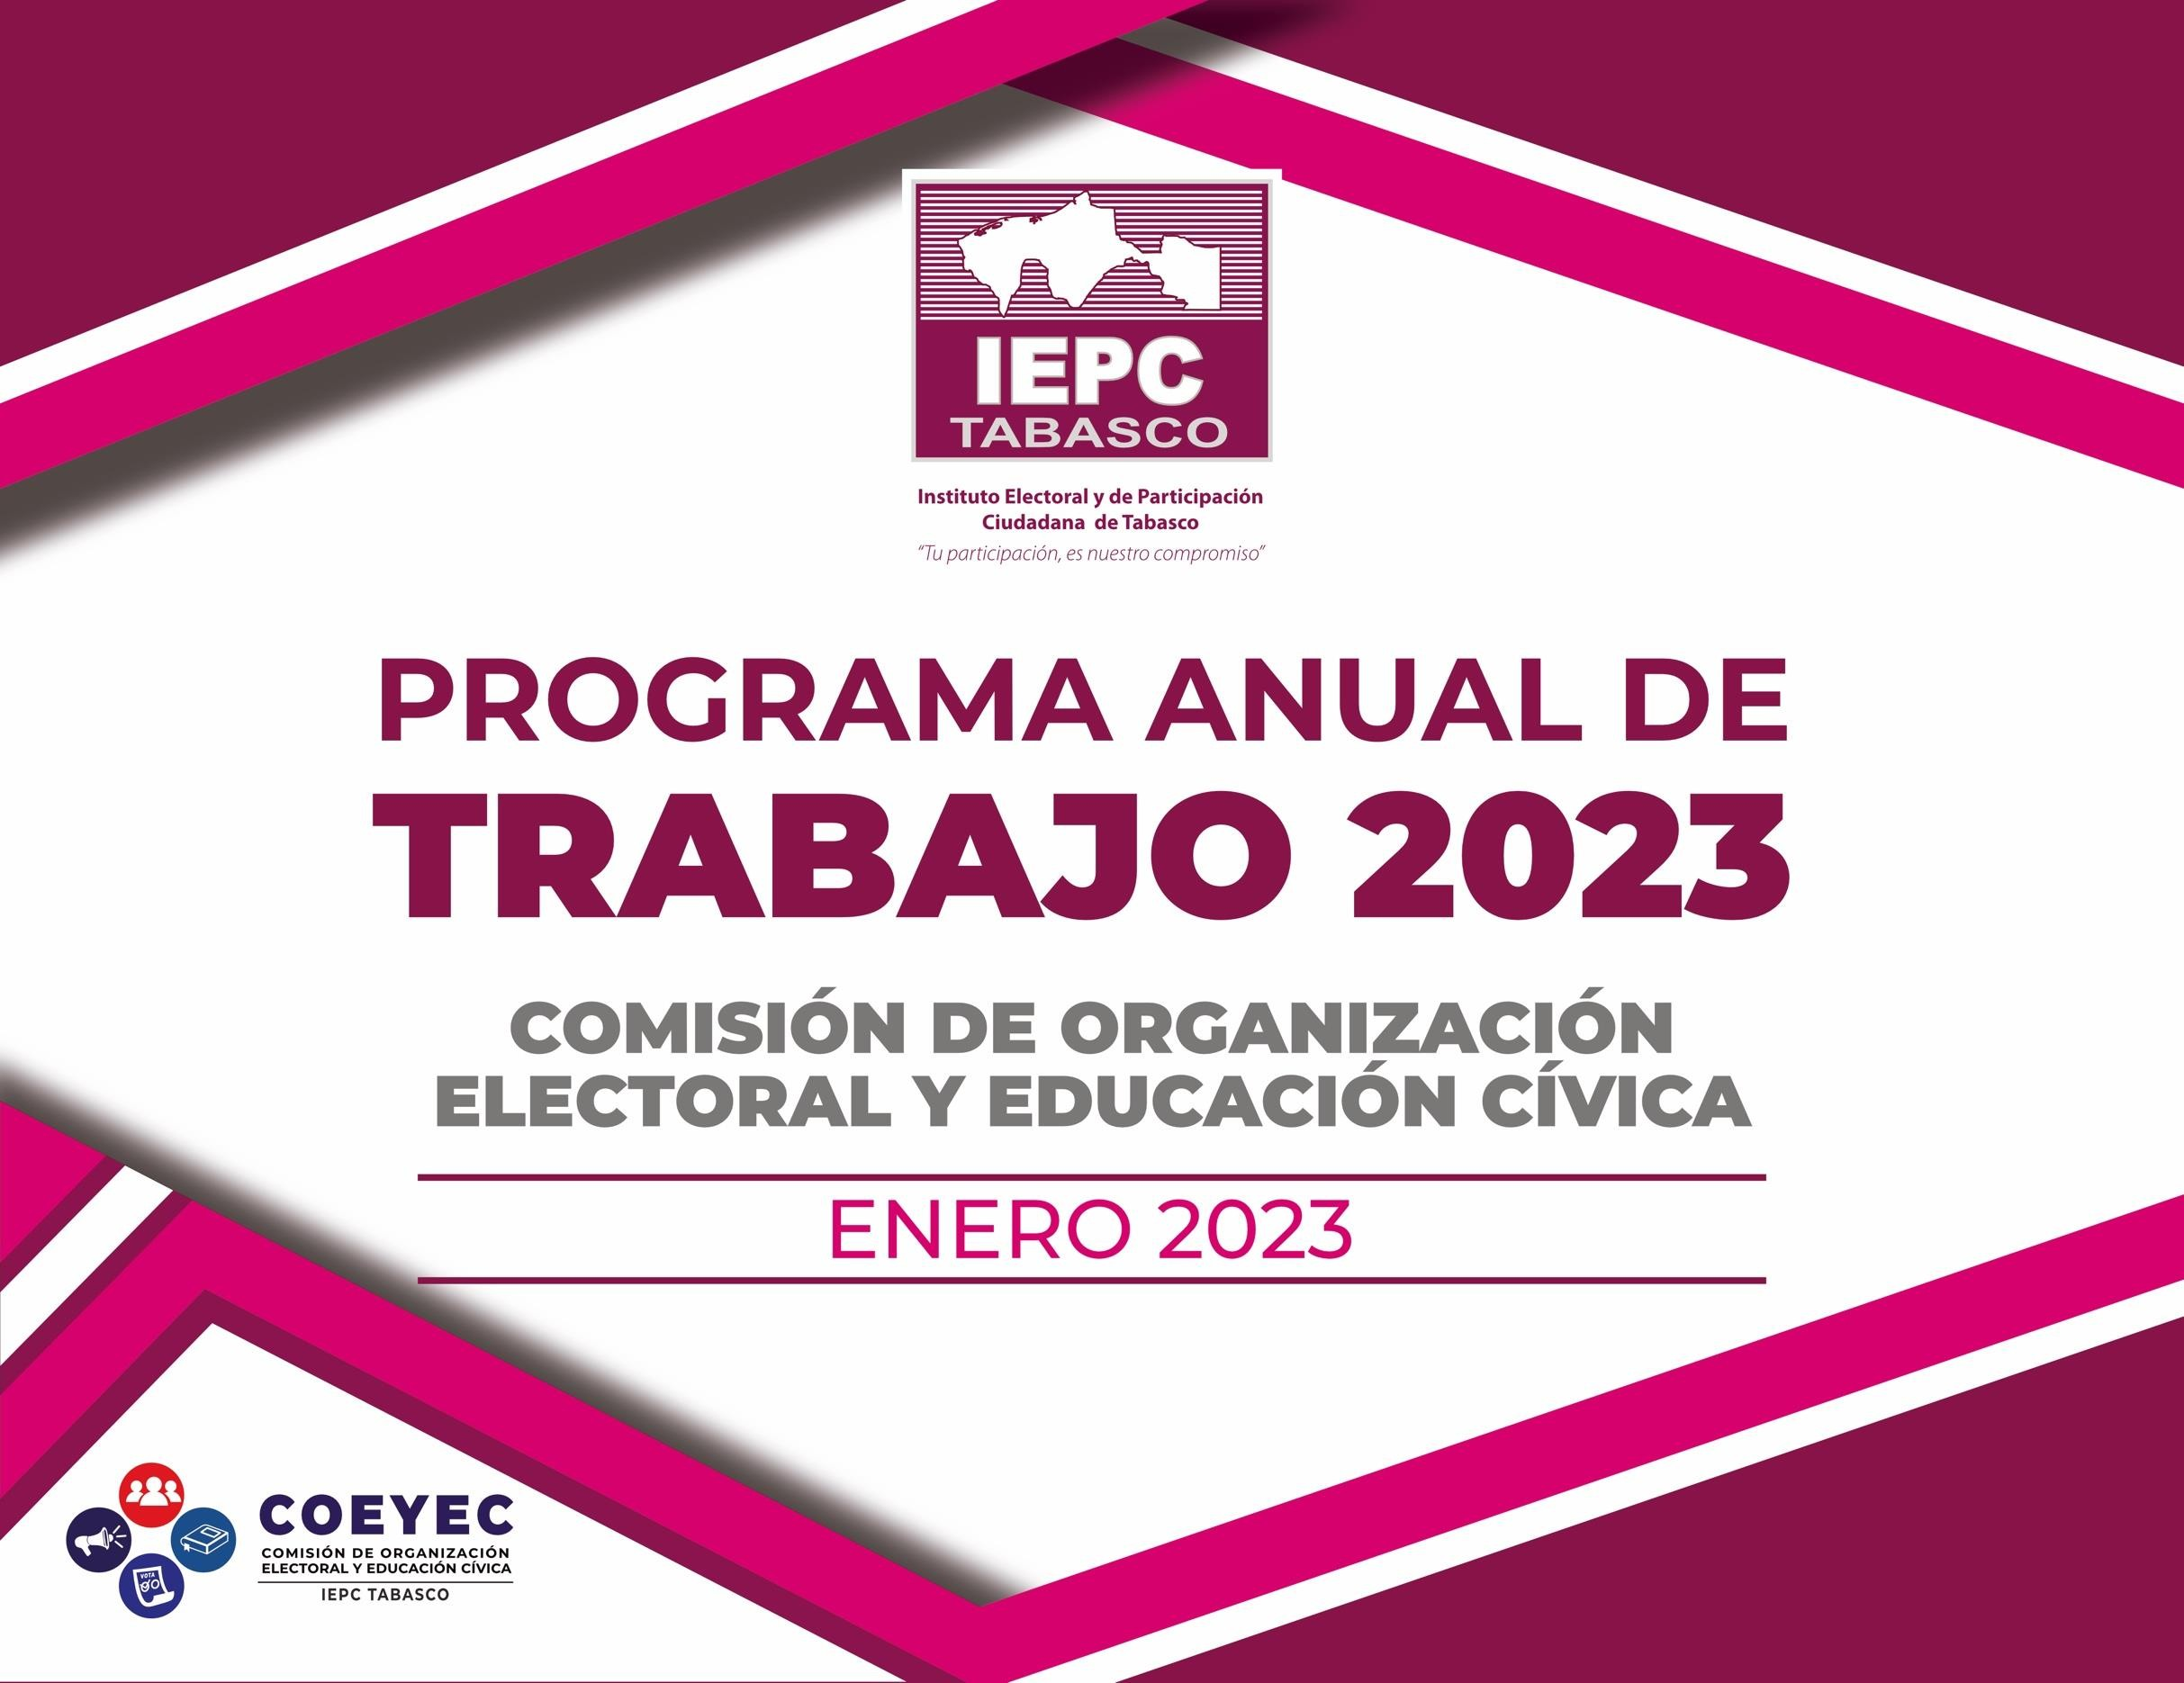 IEPC
TABASCO
Instituto Electoral y de Participación
Ciudadana de Tabasco
“Tu participación, es nuestro compromiso”
PROGRAMA ANUAL DE
TRABAJO 2023
COMISIÓN DE ORGANIZACIÓN
ELECTORAL Y EDUCACIÓN CÍVICA
ENERO 2023
VOTA
COEYEC
COMISIÓN DE ORGANIZACIÓN
ELECTORAL Y EDUCACIÓN CÍVICA
IEPC TABASCO